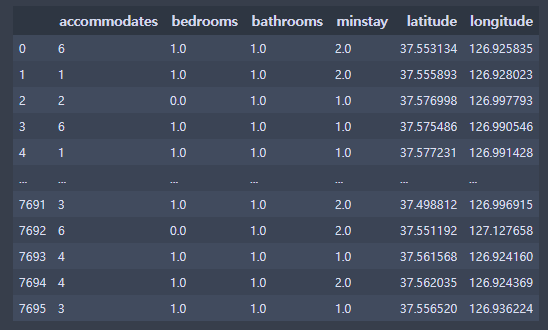 accommodates bedrooms bathrooms minstay latitude longitude
0 6 1.0 1.0 2.0 37.553134 126.925835
1 1 1.0 1.0 2.0 37.555893 126.928023
2 2 0.0 1.0 1.0 37.576998 126.997793
3 6 1.0 1.0 1.0 37.575486 126.990546
4 1 1.0 1.0 1.0 37.577231 126.991428
... ... ... ... ... ... ...
7691 3 1.0 1.0 2.0 37.498812 126.996915
7692 6 0.0 1.0 2.0 37.551192 127.127658
7693 4 1.0 1.0 1.0 37.561568 126.924160
7694 4 1.0 1.0 2.0 37.562035 126.924369
7695 3 1.0 1.0 1.0 37.556520 126.936224